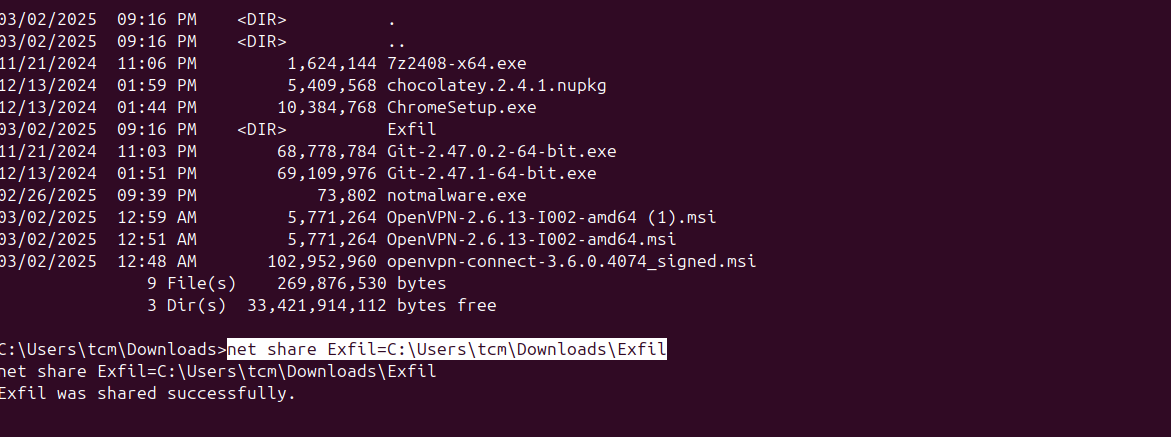 03/02/2025  09:16 PM    <DIR>          .
03/02/2025  09:16 PM    <DIR>          ..
11/21/2024  11:06 PM         1,624,144 7z2408-x64.exe
12/13/2024  01:59 PM         5,409,568 chocolatey.2.4.1.nupkg
12/13/2024  01:44 PM        10,384,768 ChromeSetup.exe
03/02/2025  09:16 PM    <DIR>          Exfil
11/21/2024  11:03 PM        68,778,784 Git-2.47.0.2-64-bit.exe
12/13/2024  01:51 PM        69,109,976 Git-2.47.1-64-bit.exe
02/26/2025  09:39 PM            73,802 notmalware.exe
03/02/2025  12:59 AM         5,771,264 OpenVPN-2.6.13-I002-amd64 (1).msi
03/02/2025  12:51 AM         5,771,264 OpenVPN-2.6.13-I002-amd64.msi
03/02/2025  12:48 AM       102,952,960 openvpn-connect-3.6.0.4074_signed.msi
               9 File(s)    269,876,530 bytes
               3 Dir(s)  33,421,914,112 bytes free
C:\Users\tcm\Downloads>net share Exfil=C:\Users\tcm\Downloads\Exfil
net share Exfil=C:\Users\tcm\Downloads\Exfil
Exfil was shared successfully.